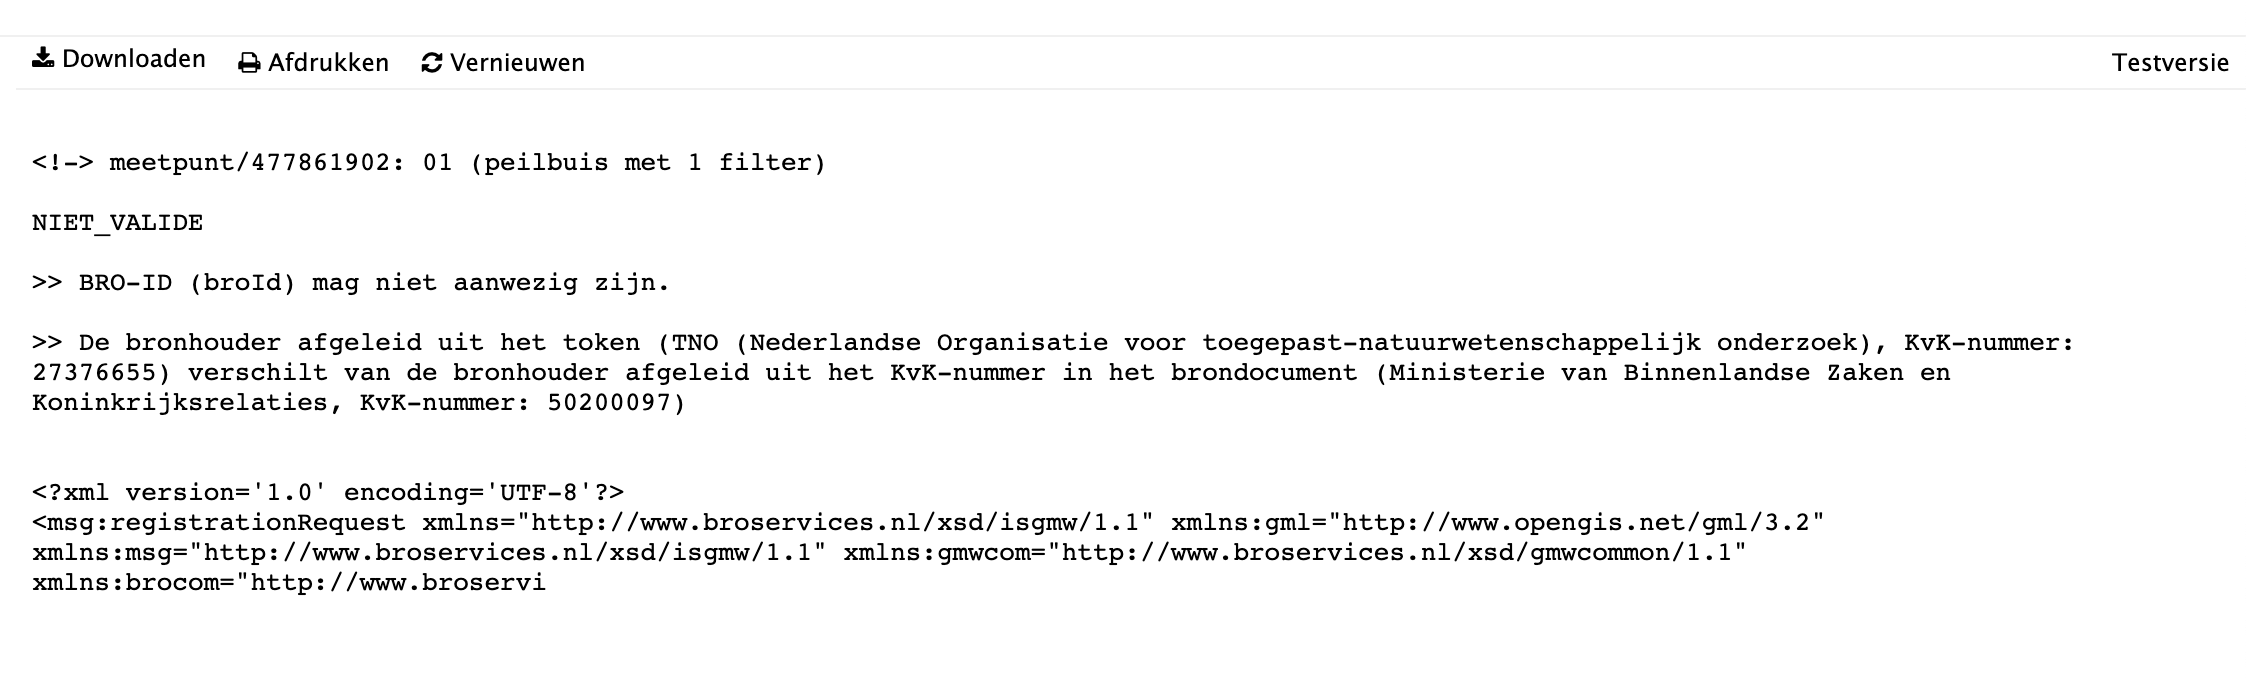 Downloaden Afdrukken Vernieuwen Testversie
<!-> meetpunt/477861902: 01 (peilbuis met 1 filter)
NIET_VALIDE
>> BRO-ID (broId) mag niet aanwezig zijn.
>> De bronhouder afgeleid uit het token (TNO (Nederlandse Organisatie voor toegepast-natuurwetenschappelijk onderzoek), KvK-nummer:
27376655) verschilt van de bronhouder afgeleid uit het KvK-nummer in het brondocument (Ministerie van Binnenlandse Zaken en
Koninkrijksrelaties, KvK-nummer: 50200097)
<?xml version='1.0' encoding='UTF-8'?>
<msg:registrationRequest xmlns="http://www.broservices.nl/xsd/isgmw/1.1" xmlns:gml="http://www.opengis.net/gml/3.2"
xmlns:msg="http://www.broservices.nl/xsd/isgmw/1.1" xmlns:gmwcom="http://www.broservices.nl/xsd/gmwcommon/1.1"
xmlns:brocom="http://www.broservi